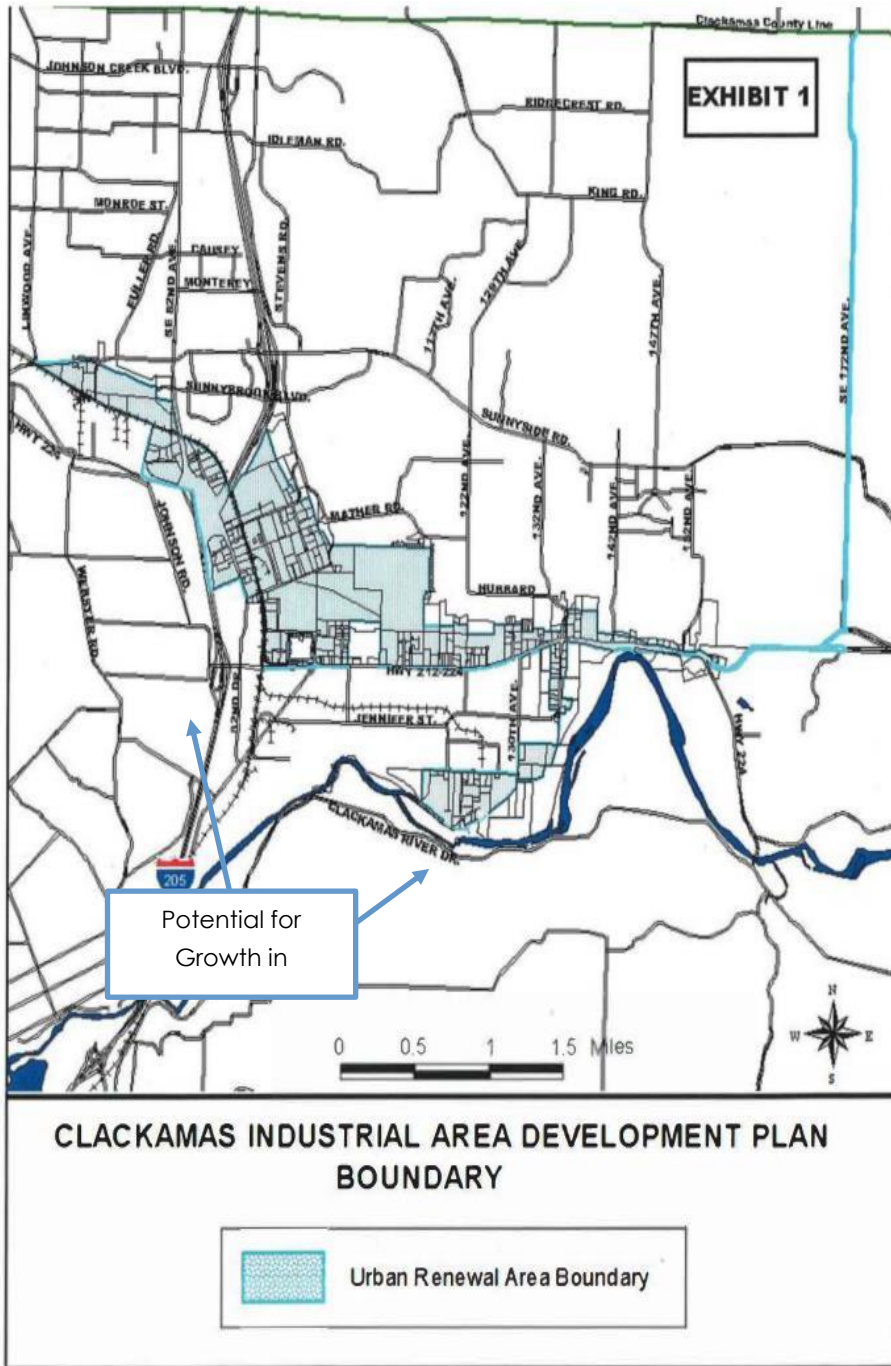 Clackamas County Line
JOHNSON CREEK BLVD.
EXHIBIT 1
RIDGECREST RD.
IDLEMAN RD.
KING RD.
MONROE ST.
LINWOOD AVE.
FULLER RD.
SE 82ND AVE.
CAUSEY
MONTEREY
STEVENS RD.
117TH AVE.
129TH AVE.
147TH AVE.
SE 172ND AVE.
SUNNYBROOK BLVD.
SUNNYSIDE RD.
HWY 224
JOHNSON RD.
MATHER RD.
122ND AVE.
132ND AVE.
142ND AVE.
152ND AVE.
WEBSTER RD.
HUBBARD
HWY 212-224
82ND DR.
JENNIFER ST.
130TH AVE.
HWY 224
CLACKAMAS RIVER DR.
205
Potential for
Growth in
N
W E
S
0 0.5 1 1.5 Miles
CLACKAMAS INDUSTRIAL AREA DEVELOPMENT PLAN
BOUNDARY
Urban Renewal Area Boundary